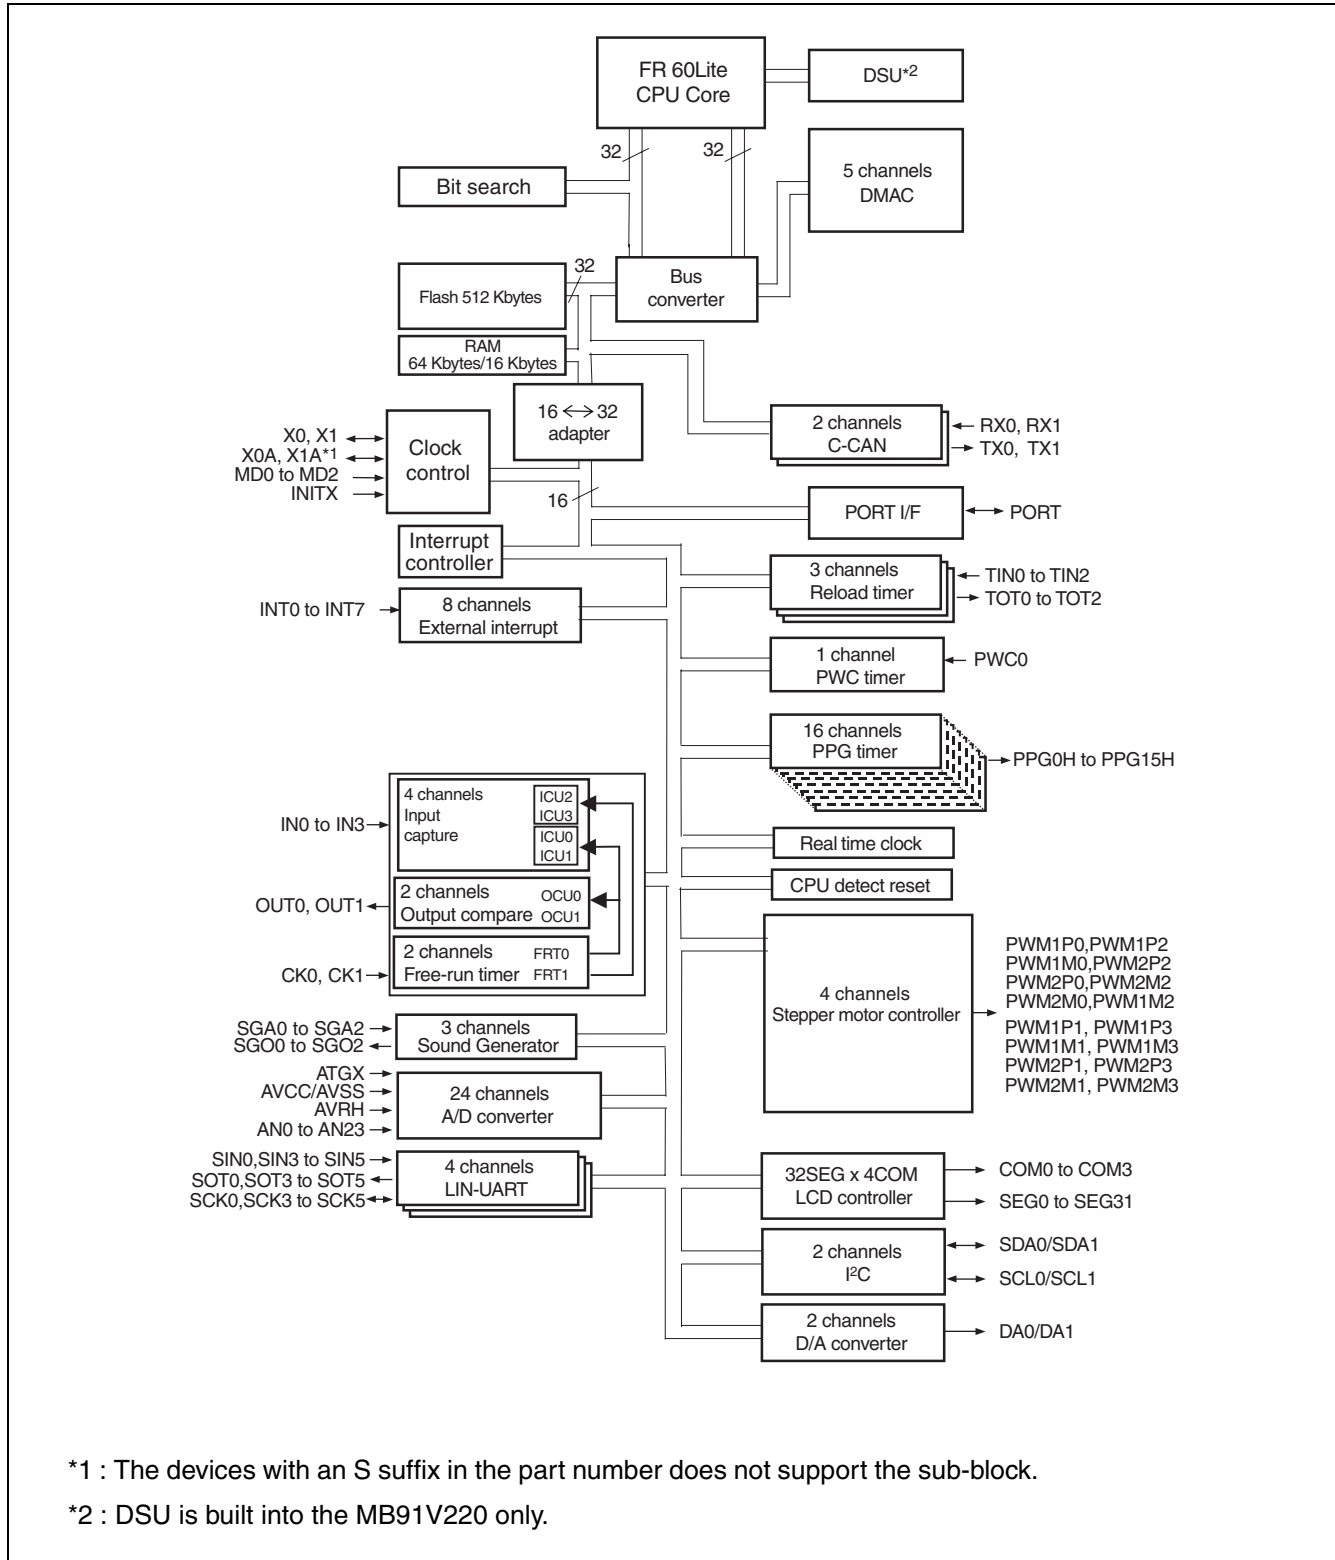 FR 60Lite
CPU Core
DSU*2
32
32
5 channels
DMAC
Bit search
32
Bus
converter
Flash 512 Kbytes
RAM
64 Kbytes/16 Kbytes
16 ↔ 32
adapter
2 channels
C-CAN
RX0, RX1
TX0, TX1
X0, X1
X0A, X1A*1
MD0 to MD2
INITX
Clock
control
16
PORT I/F
PORT
Interrupt
controller
3 channels
Reload timer
TIN0 to TIN2
TOT0 to TOT2
INT0 to INT7
8 channels
External interrupt
1 channel
PWC timer
PWC0
16 channels
PPG timer
PPG0H to PPG15H
IN0 to IN3
4 channels
Input
capture
ICU2
ICU3
ICU0
ICU1
Real time clock
CPU detect reset
OUT0, OUT1
2 channels
Output compare
OCU0
OCU1
CK0, CK1
2 channels
Free-run timer
FRT0
FRT1
4 channels
Stepper motor controller
PWM1P0,PWM1P2
PWM1M0,PWM2P2
PWM2P0,PWM2M2
PWM2M0,PWM1M2
PWM1P1, PWM1P3
PWM1M1, PWM1M3
PWM2P1, PWM2P3
PWM2M1, PWM2M3
SGA0 to SGA2
SGO0 to SGO2
3 channels
Sound Generator
ATGX
AVCC/AVSS
AVRH
AN0 to AN23
24 channels
A/D converter
SIN0,SIN3 to SIN5
SOT0,SOT3 to SOT5
SCK0,SCK3 to SCK5
4 channels
LIN-UART
32SEG x 4COM
LCD controller
COM0 to COM3
SEG0 to SEG31
2 channels
I2C
SDA0/SDA1
SCL0/SCL1
2 channels
D/A converter
DA0/DA1
*1 : The devices with an S suffix in the part number does not support the sub-block.
*2 : DSU is built into the MB91V220 only.